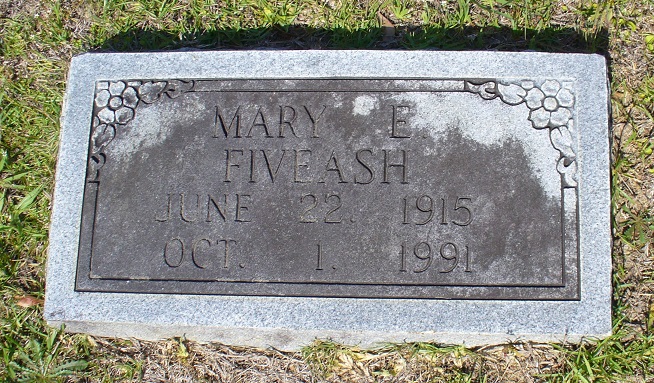 MARY E.
FIVEASH
JUNE 22, 1915
OCT. 1, 1991